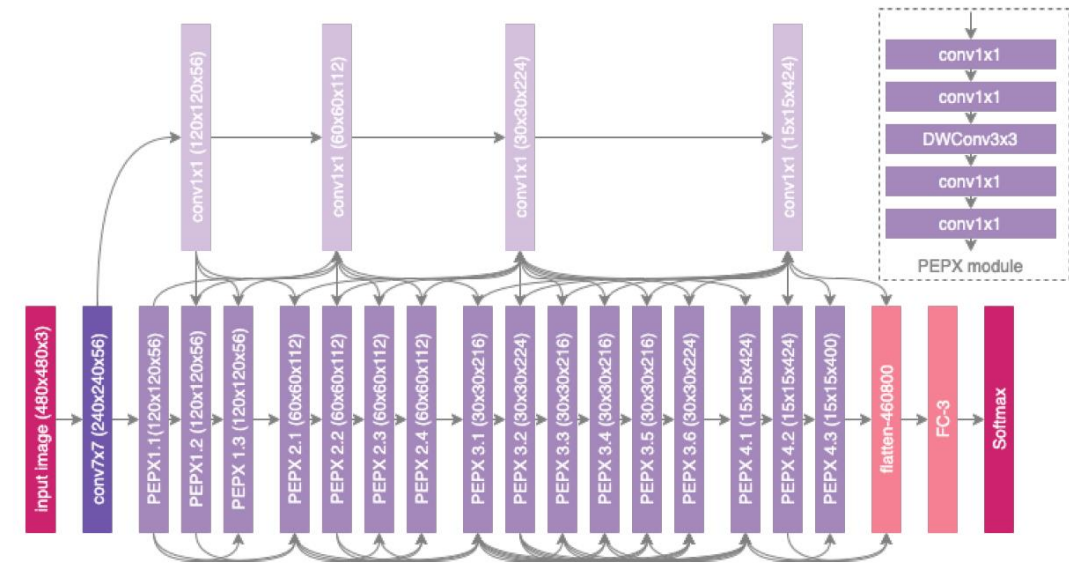 conv1x1 (120x120x56)
conv1x1 (60x60x112)
conv1x1 (30x30x224)
conv1x1 (15x15x424)
conv1x1
conv1x1
DWConv3x3
conv1x1
conv1x1
PEPX module
input image (480x480x3)
conv7x7 (240x240x56)
PEPX1.1 (120x120x56)
PEPX1.2 (120x120x56)
PEPX 1.3 (120x120x56)
PEPX 2.1 (60x60x112)
PEPX 2.2 (60x60x112)
PEPX 2.3 (60x60x112)
PEPX 2.4 (60x60x112)
PEPX 3.1 (30x30x216)
PEPX 3.2 (30x30x224)
PEPX 3.3 (30x30x216)
PEPX 3.4 (30x30x216)
PEPX 3.5 (30x30x216)
PEPX 3.6 (30x30x224)
PEPX 4.1 (15x15x424)
PEPX 4.2 (15x15x424)
PEPX 4.3 (15x15x400)
flatten-460800
FC-3
Softmax